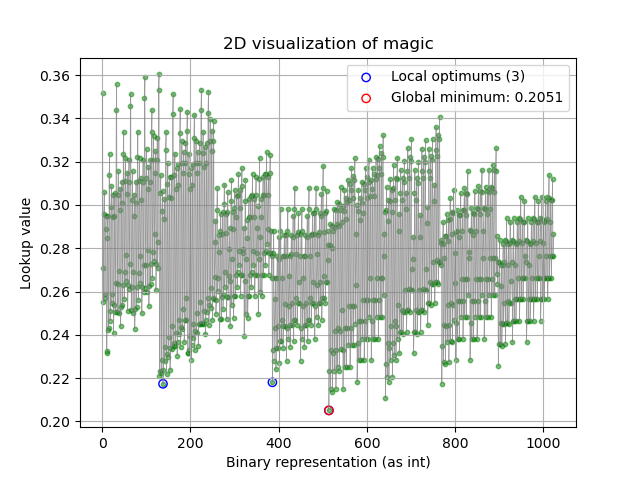 2D visualization of magic
Local optimums (3)
Global minimum: 0.2051
0.36
0.34
0.32
0.30
0.28
0.26
0.24
0.22
0.20
Lookup value
0 200 400 600 800 1000
Binary representation (as int)